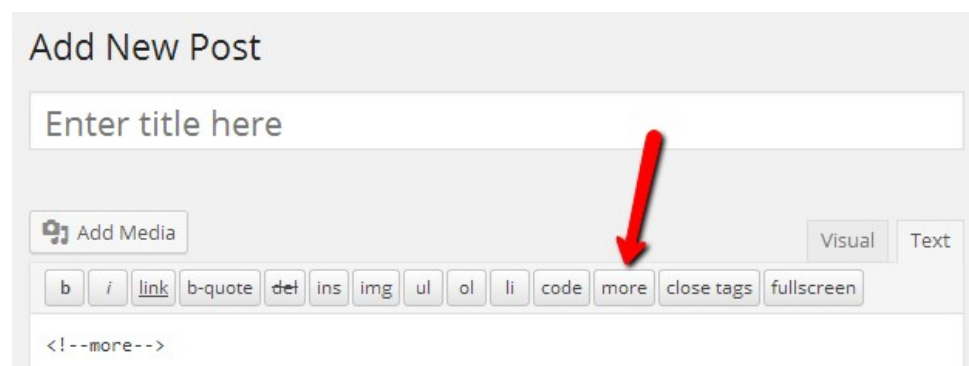 Add New Post
Enter title here
Add Media
Visual Text
b i link b-quote del ins img ul ol li code more close tags fullscreen
<!--more-->